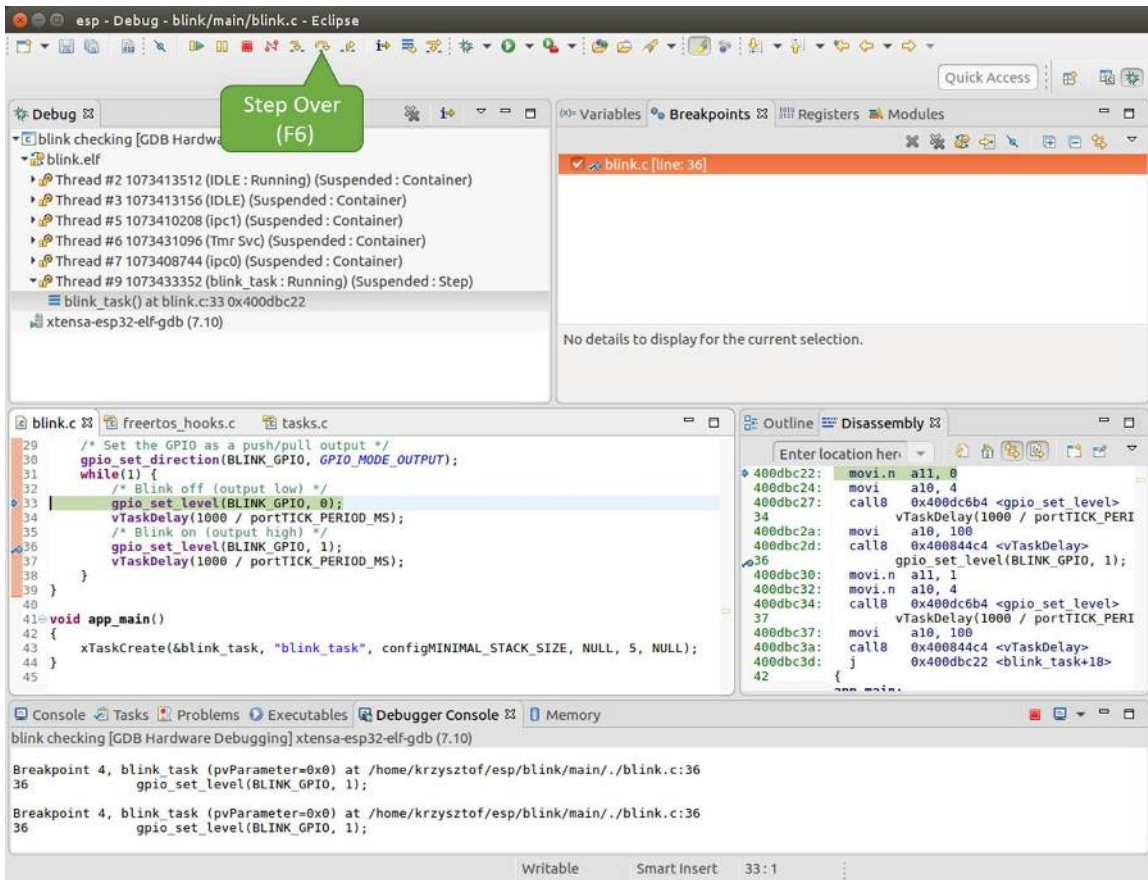 esp - Debug - blink/main/blink.c - Eclipse
Quick Access
Step Over
(F6)
Debug
blink checking [GDB Hardwa
blink.elf
Thread #2 1073413512 (IDLE : Running) (Suspended : Container)
Thread #3 1073413156 (IDLE) (Suspended : Container)
Thread #5 1073410208 (ipc1) (Suspended : Container)
Thread #6 1073431096 (Tmr Svc) (Suspended : Container)
Thread #7 1073408744 (ipc0) (Suspended : Container)
Thread #9 1073433352 (blink_task : Running) (Suspended : Step)
blink_task() at blink.c:33 0x400dbc22
xtensa-esp32-elf-gdb (7.10)
(x)= Variables Breakpoints Registers Modules
blink.c [line: 36]
No details to display for the current selection.
blink.c freertos_hooks.c tasks.c
29 /* Set the GPIO as a push/pull output */
30 gpio_set_direction(BLINK_GPIO, GPIO_MODE_OUTPUT);
31 while(1) {
32 /* Blink off (output low) */
33 gpio_set_level(BLINK_GPIO, 0);
34 vTaskDelay(1000 / portTICK_PERIOD_MS);
35 /* Blink on (output high) */
36 gpio_set_level(BLINK_GPIO, 1);
37 vTaskDelay(1000 / portTICK_PERIOD_MS);
38 }
39 }
40
41 void app_main()
42 {
43 xTaskCreate(&blink_task, "blink_task", configMINIMAL_STACK_SIZE, NULL, 5, NULL);
44 }
45
Outline Disassembly
Enter location her
400dbc22: movi.n a11, 0
400dbc24: movi a10, 4
400dbc27: call8 0x400dc6b4 <gpio_set_level>
34 vTaskDelay(1000 / portTICK_PERI
400dbc2a: movi a10, 100
400dbc2d: call8 0x400844c4 <vTaskDelay>
36 gpio_set_level(BLINK_GPIO, 1);
400dbc30: movi.n a11, 1
400dbc32: movi.n a10, 4
400dbc34: call8 0x400dc6b4 <gpio_set_level>
37 vTaskDelay(1000 / portTICK_PERI
400dbc37: movi a10, 100
400dbc3a: call8 0x400844c4 <vTaskDelay>
400dbc3d: j 0x400dbc22 <blink_task+18>
42 {
app_main:
Console Tasks Problems Executables Debugger Console Memory
blink checking [GDB Hardware Debugging] xtensa-esp32-elf-gdb (7.10)
Breakpoint 4, blink_task (pvParameter=0x0) at /home/krzysztof/esp/blink/main/./blink.c:36
36 gpio_set_level(BLINK_GPIO, 1);
Breakpoint 4, blink_task (pvParameter=0x0) at /home/krzysztof/esp/blink/main/./blink.c:36
36 gpio_set_level(BLINK_GPIO, 1);
Writable Smart Insert 33 : 1